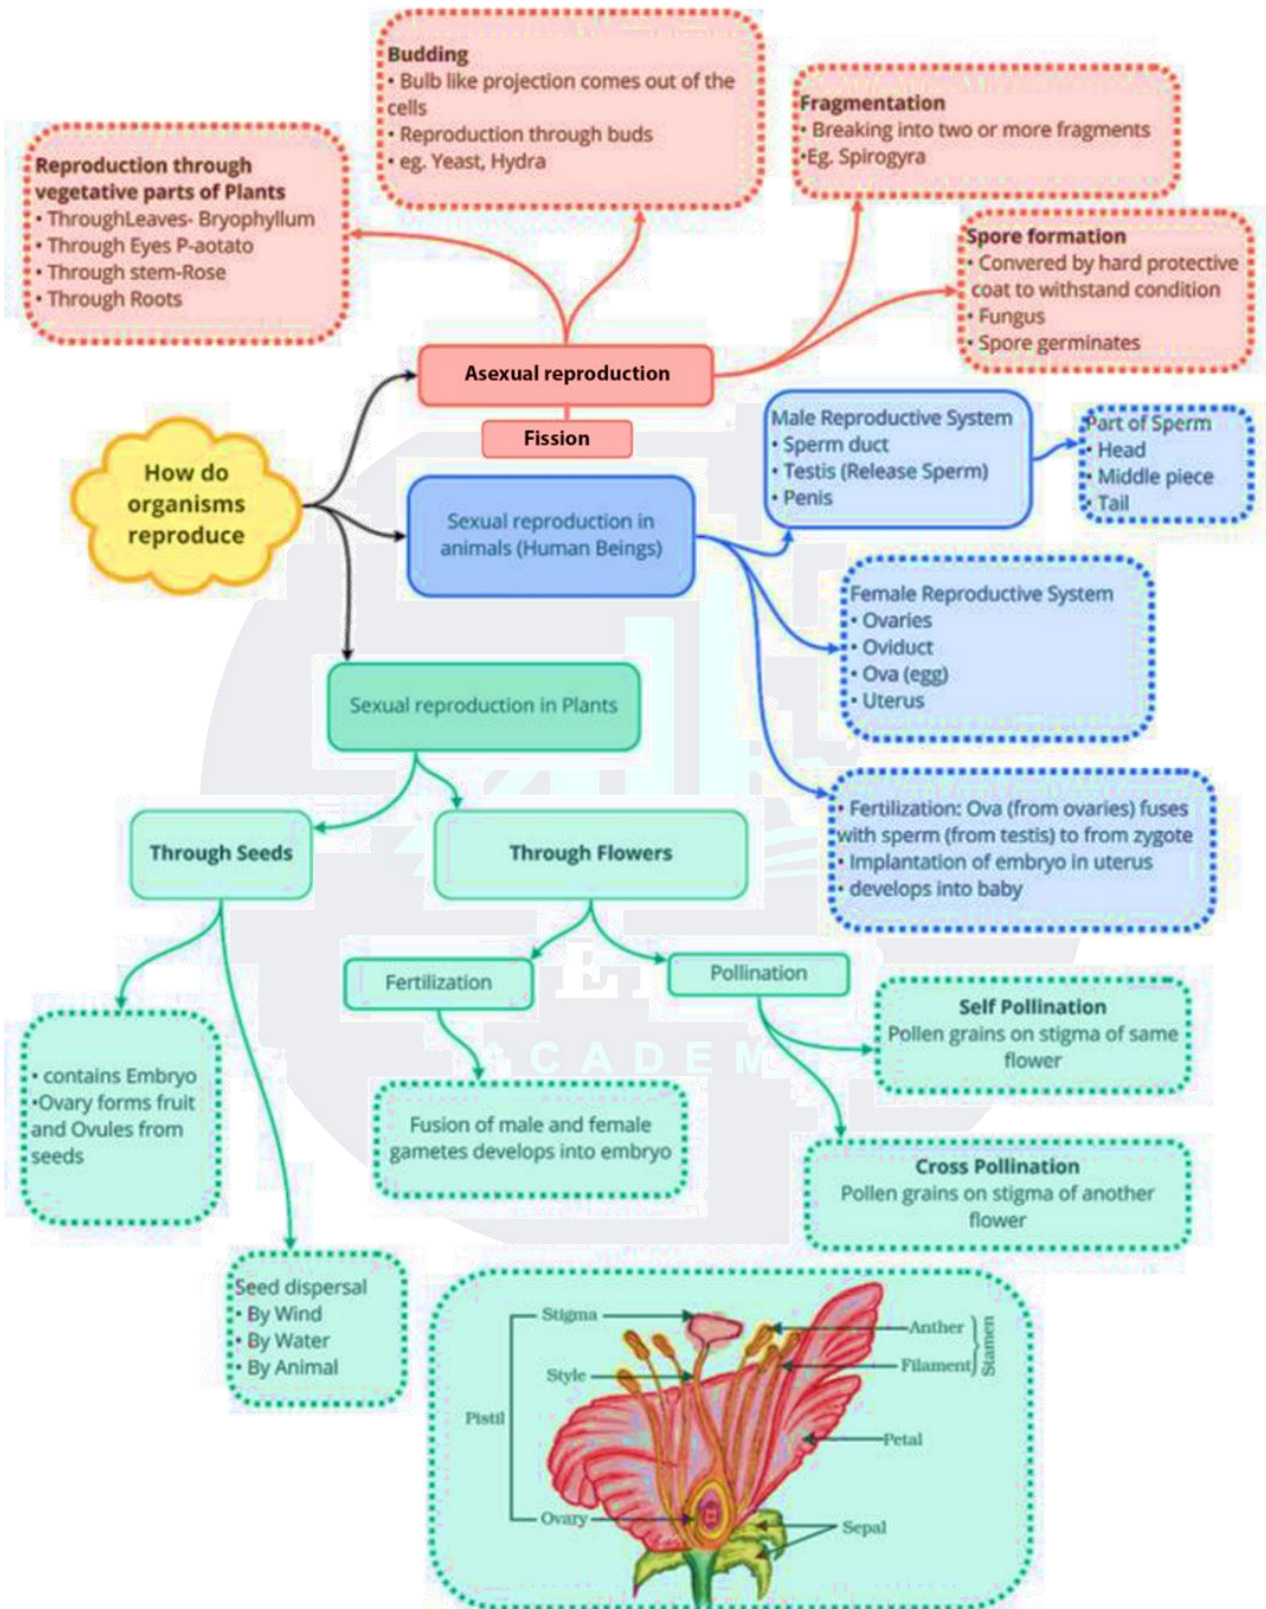 Budding
• Bulb like projection comes out of the
cells
• Reproduction through buds
• eg. Yeast, Hydra
Fragmentation
• Breaking into two or more fragments
•Eg. Spirogyra
Reproduction through
vegetative parts of Plants
• ThroughLeaves- Bryophyllum
• Through Eyes P-aotato
• Through stem-Rose
• Through Roots
Spore formation
• Convered by hard protective
coat to withstand condition
• Fungus
• Spore germinates
Asexual reproduction
Fission
How do
organisms
reproduce
Sexual reproduction in
animals (Human Beings)
Male Reproductive System
• Sperm duct
• Testis (Release Sperm)
• Penis
Part of Sperm
• Head
• Middle piece
• Tail
Female Reproductive System
• Ovaries
• Oviduct
• Ova (egg)
• Uterus
• Fertilization: Ova (from ovaries) fuses
with sperm (from testis) to from zygote
• Implantation of embryo in uterus
• develops into baby
Sexual reproduction in Plants
Through Seeds
Through Flowers
Fertilization
Pollination
Self Pollination
Pollen grains on stigma of same
flower
• contains Embryo
•Ovary forms fruit
and Ovules from
seeds
Fusion of male and female
gametes develops into embryo
Cross Pollination
Pollen grains on stigma of another
flower
Seed dispersal
• By Wind
• By Water
• By Animal
Stigma
Style
Pistil
Ovary
Anther
Filament
Stamen
Petal
Sepal